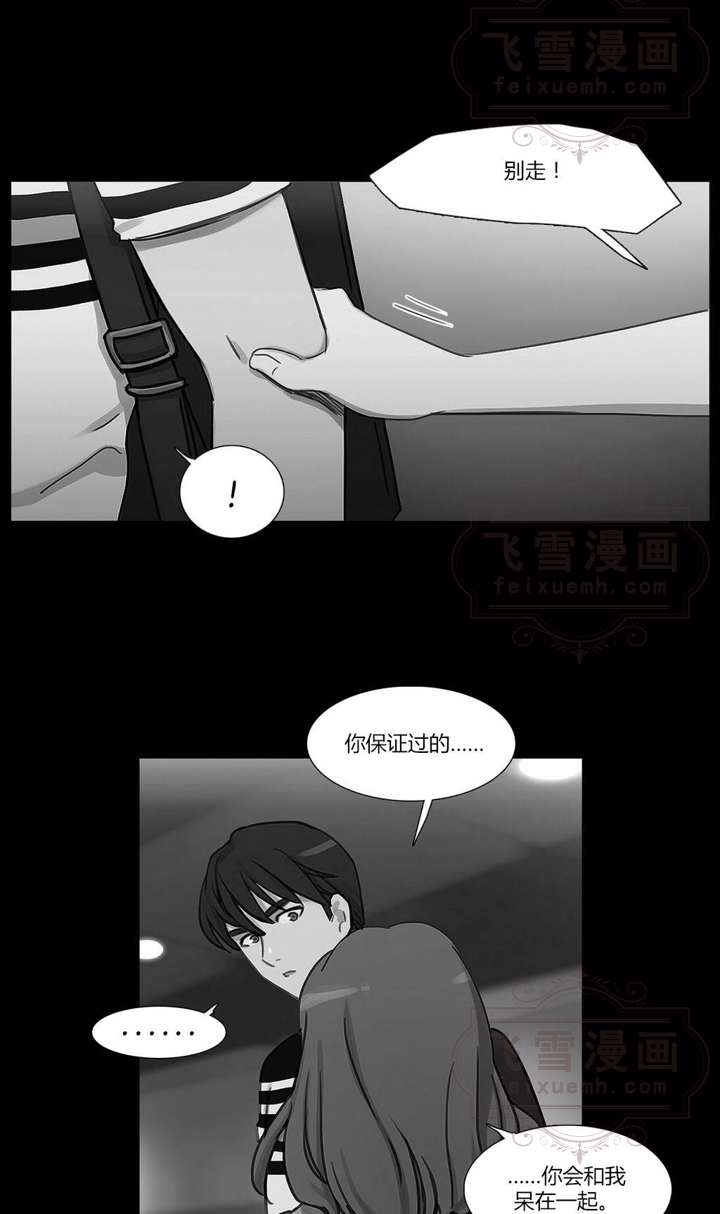 飞雪漫画
feixuemh.com
别走！
！
飞雪漫画
feixuemh.com
你保证过的……
……
飞雪漫画
feixuemh.com
……你会和我
呆在一起。